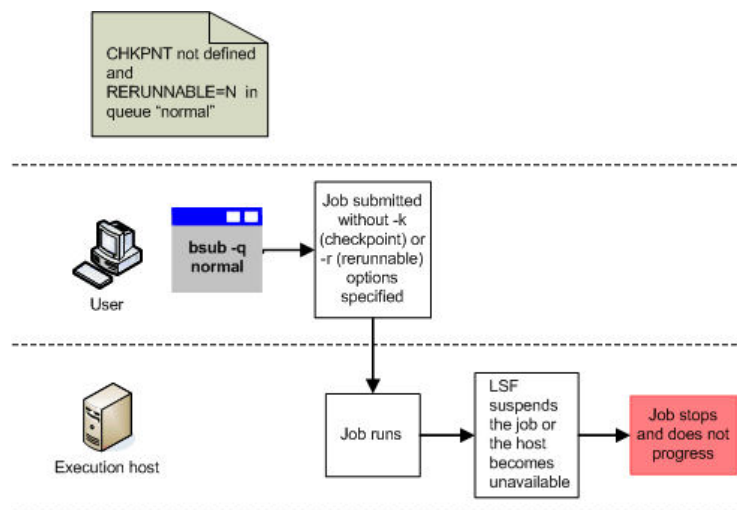 CHKPNT not defined
and
RERUNNABLE=N in
queue “normal”
bsub -q
normal
User
Job submitted
without -k
(checkpoint) or
-r (rerunnable)
options
specified
Execution host
Job runs
LSF
suspends
the job or
the host
becomes
unavailable
Job stops
and does not
progress